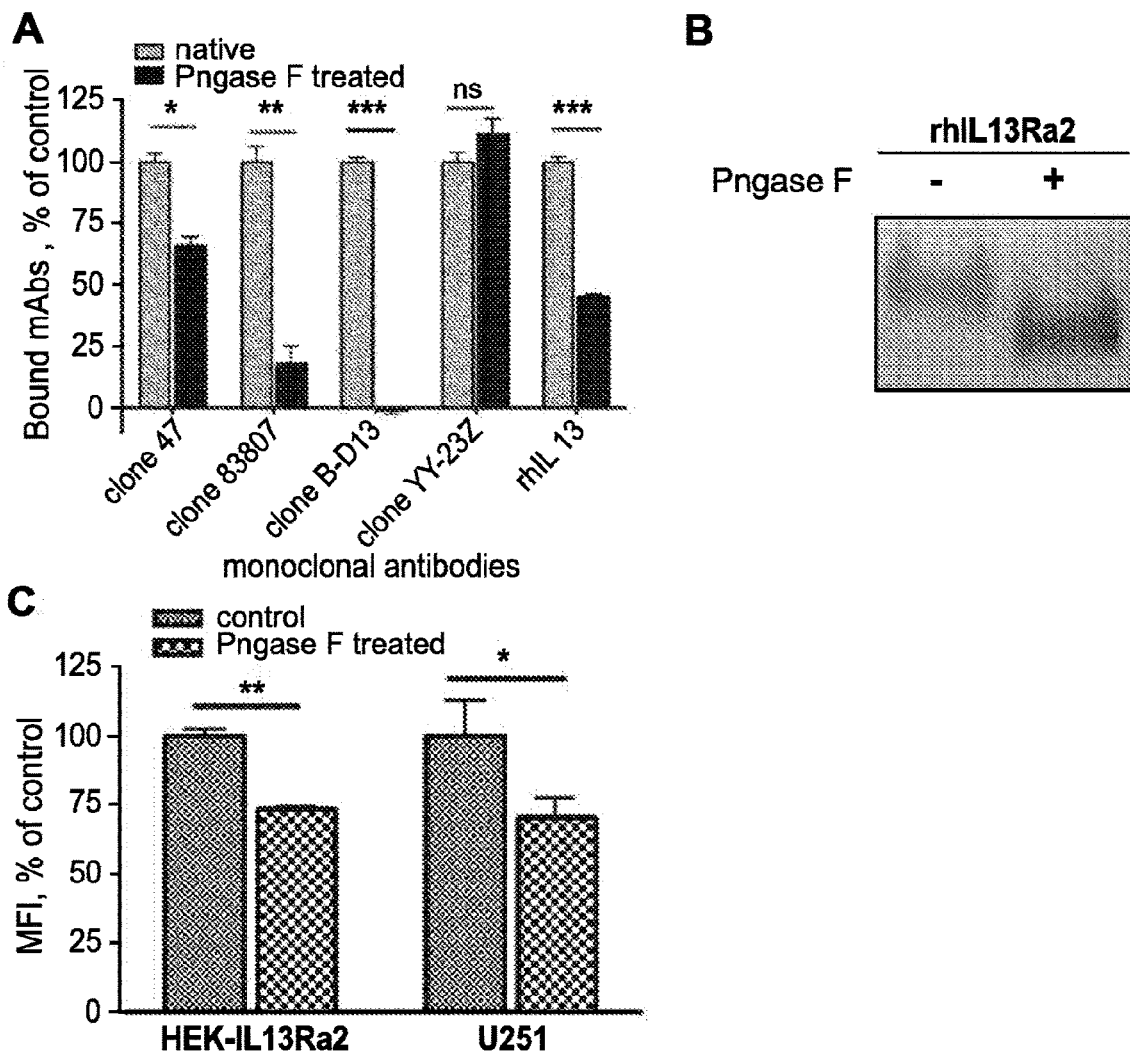 A
native
Pngase F treated
Bound mAbs, % of control
125
100
75
50
25
0
*
**
***
ns
***
clone 47
clone 83807
clone B-D13
clone YY-23Z
rhIL 13
monoclonal antibodies
B
rhIL13Ra2
Pngase F - +
C
control
Pngase F treated
MFI, % of control
125
100
75
50
25
0
**
*
HEK-IL13Ra2
U251